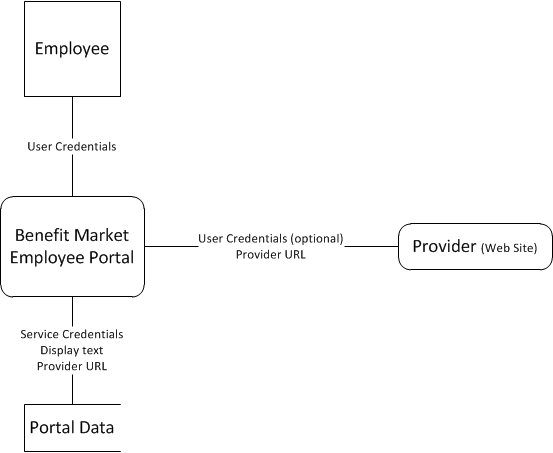 Employee
User Credentials
Benefit Market
Employee Portal
User Credentials (optional)
Provider URL
Provider (Web Site)
Service Credentials
Display text
Provider URL
Portal Data